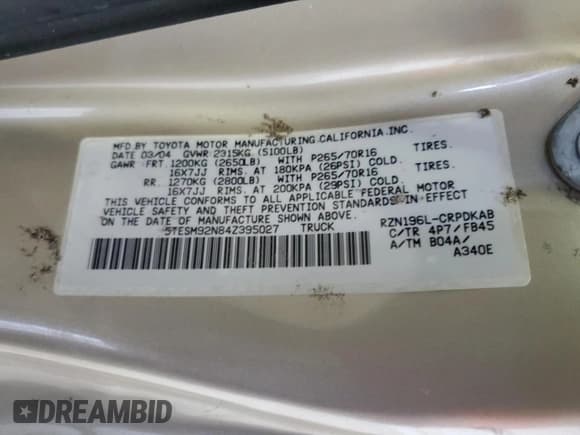 MFD. BY TOYOTA MOTOR MANUFACTURING CALIFORNIA, INC.
DATE 03/04 GVWR 2315KG (5100LB)
GAWR FRT. 1200KG (2650LB) WITH P265/70R16 TIRES.
16X7JJ RIMS. AT 180KPA (26PSI) COLD.
RR. 1270KG (2800LB) WITH P265/70R16 TIRES.
16X7JJ RIMS. AT 200KPA (29PSI) COLD.
THIS VEHICLE CONFORMS TO ALL APPLICABLE FEDERAL MOTOR
VEHICLE SAFETY AND BUMPER STANDARDS IN EFFECT
ON THE DATE OF MANUFACTURE SHOWN ABOVE.
5TESM92N84Z395027 TRUCK
RZN196L-CRPDKAB
C/TR 4P7/FB45
A/TM B04A/
A340E
DREAMBID